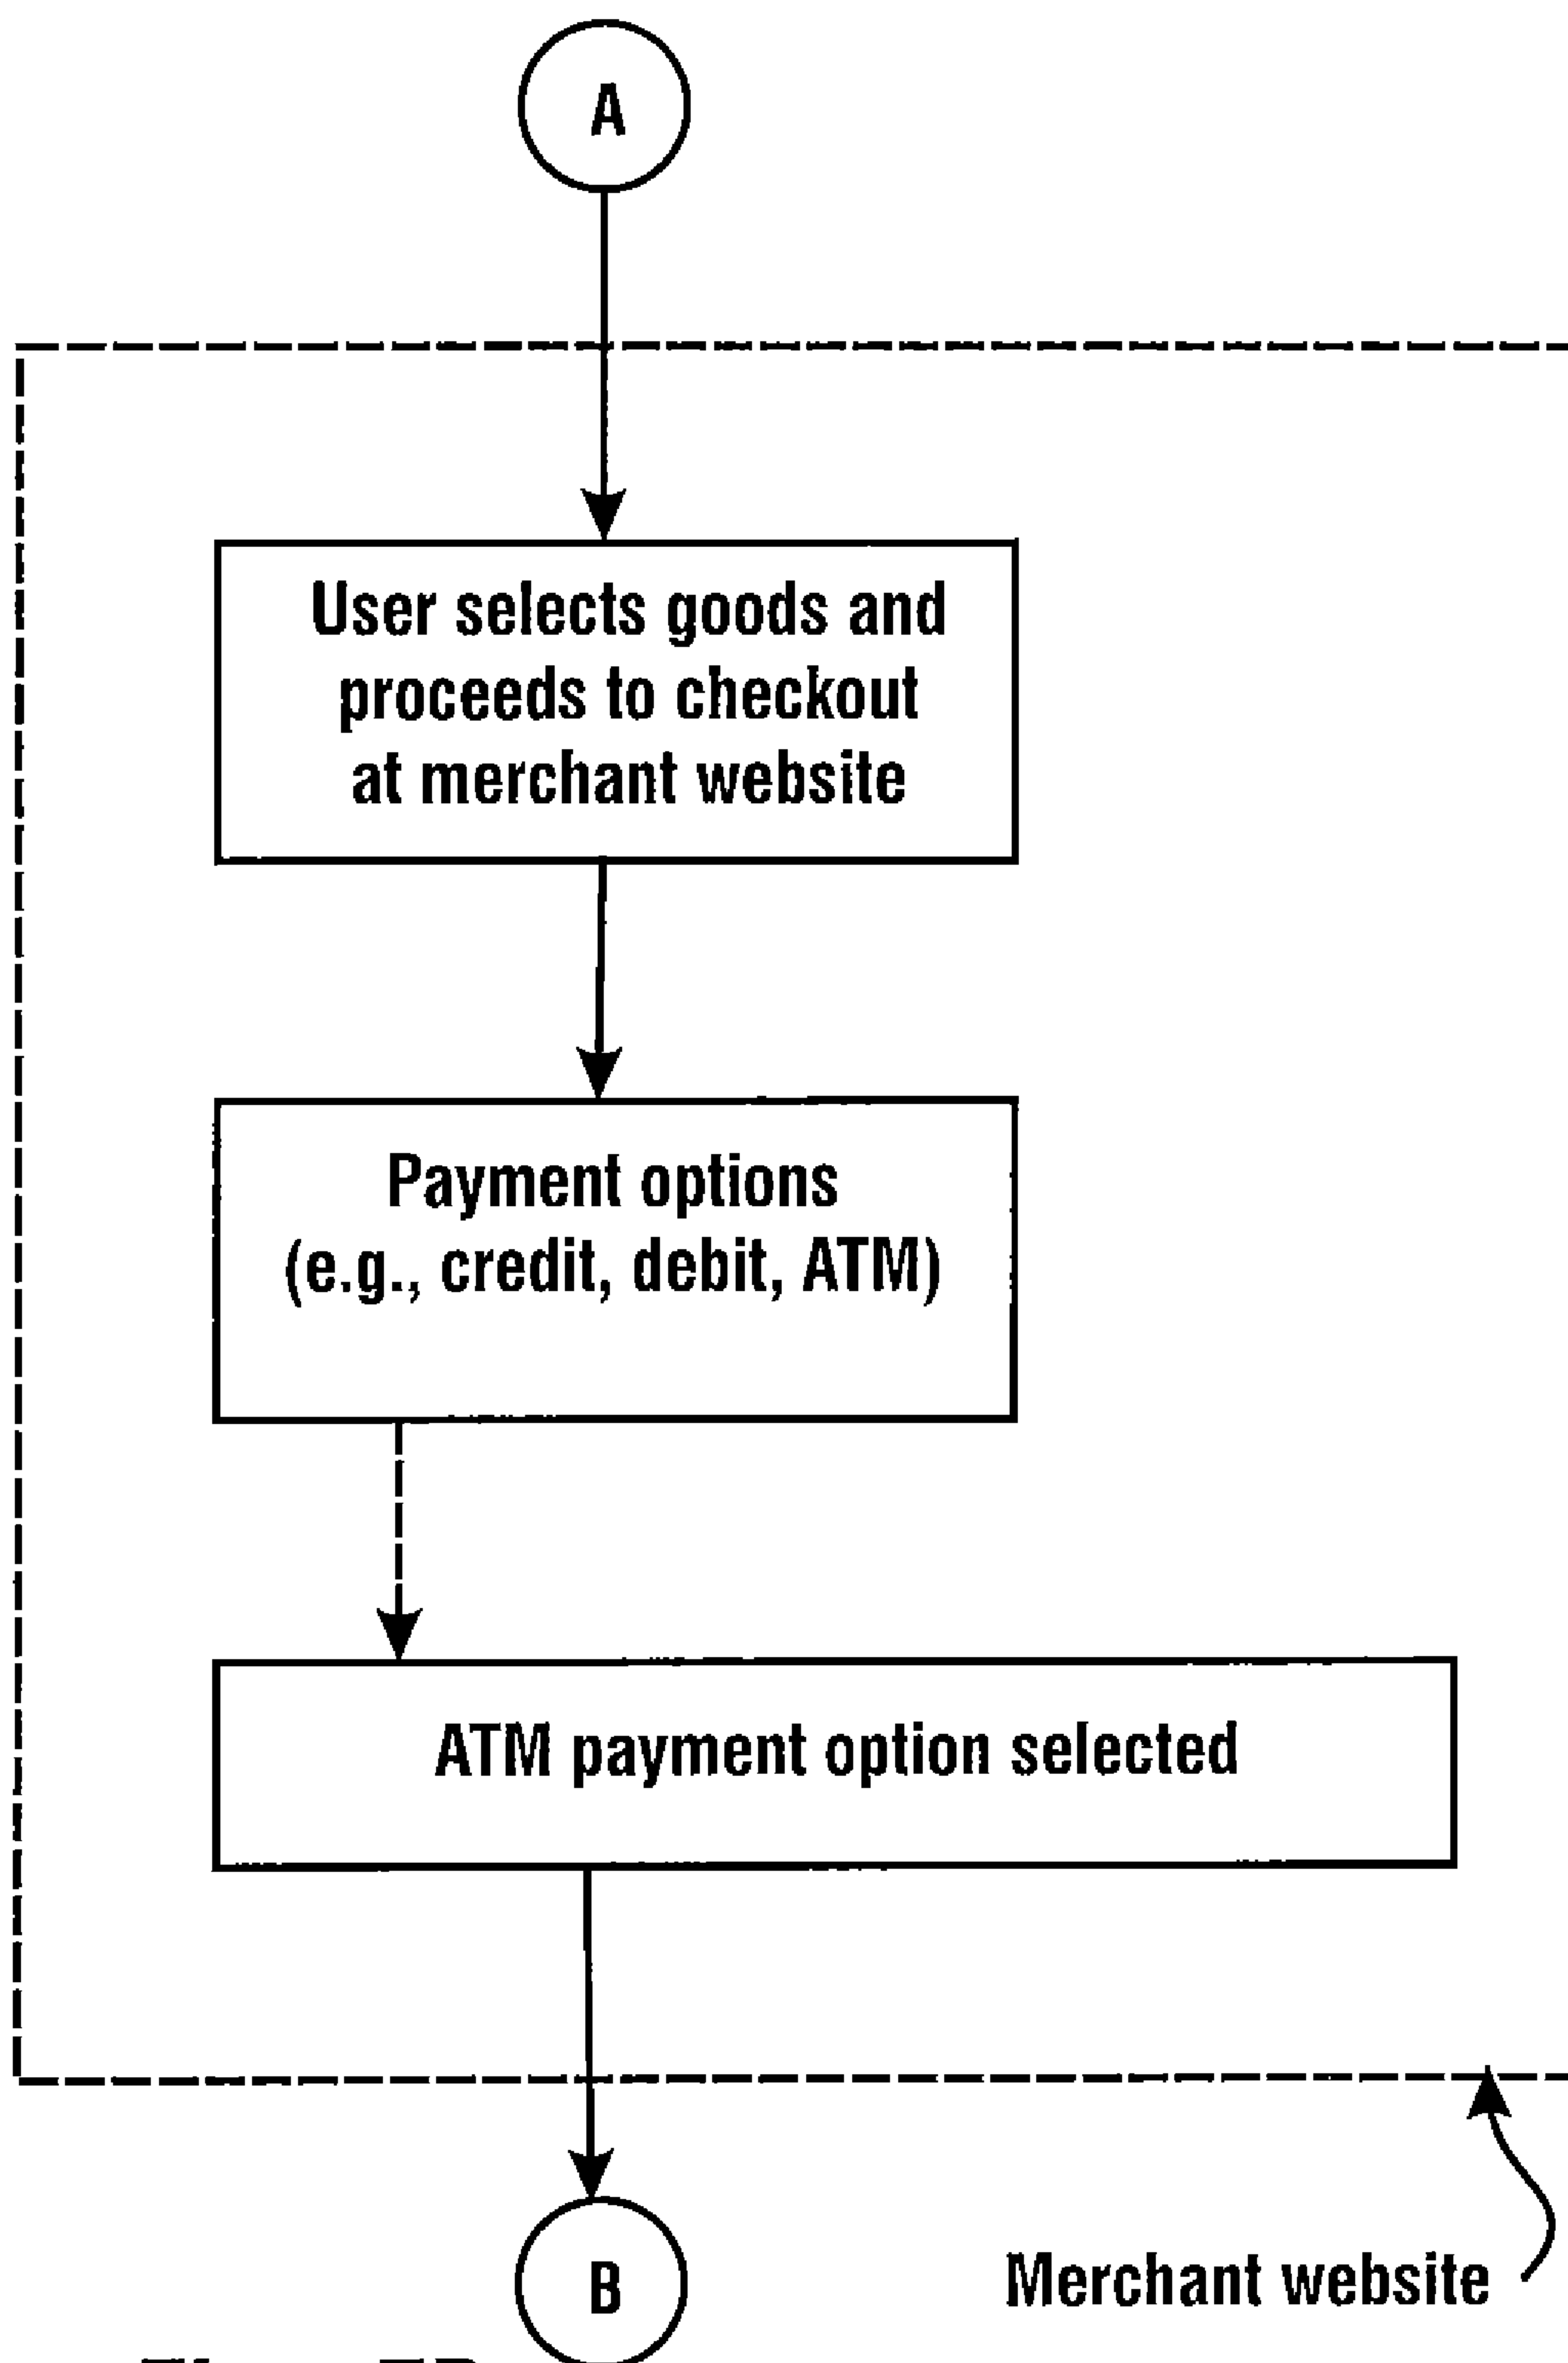 A
User selects goods and
proceeds to checkout
at merchant website
Payment options
(e.g., credit, debit, ATM)
ATM payment option selected
B
Merchant website